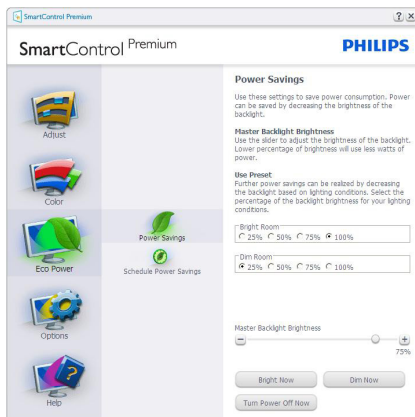 SmartControl Premium
SmartControl Premium
PHILIPS
Adjust
Color
Eco Power
Options
Help
Power Savings
Schedule Power Savings
Power Savings
Use these settings to save power consumption. Power
can be saved by decreasing the brightness of the
backlight.
Master Backlight Brightness
Use the slider to adjust the brightness of the backlight.
Lower percentage of brightness will use less watts of
power.
Use Preset
Further power savings can be realized by decreasing
the backlight based on lighting conditions. Select the
percentage of the backlight brightness for your lighting
conditions.
Bright Room
25% 50% 75% 100%
Dim Room
25% 50% 75% 100%
Master Backlight Brightness
75%
Bright Now Dim Now
Turn Power Off Now